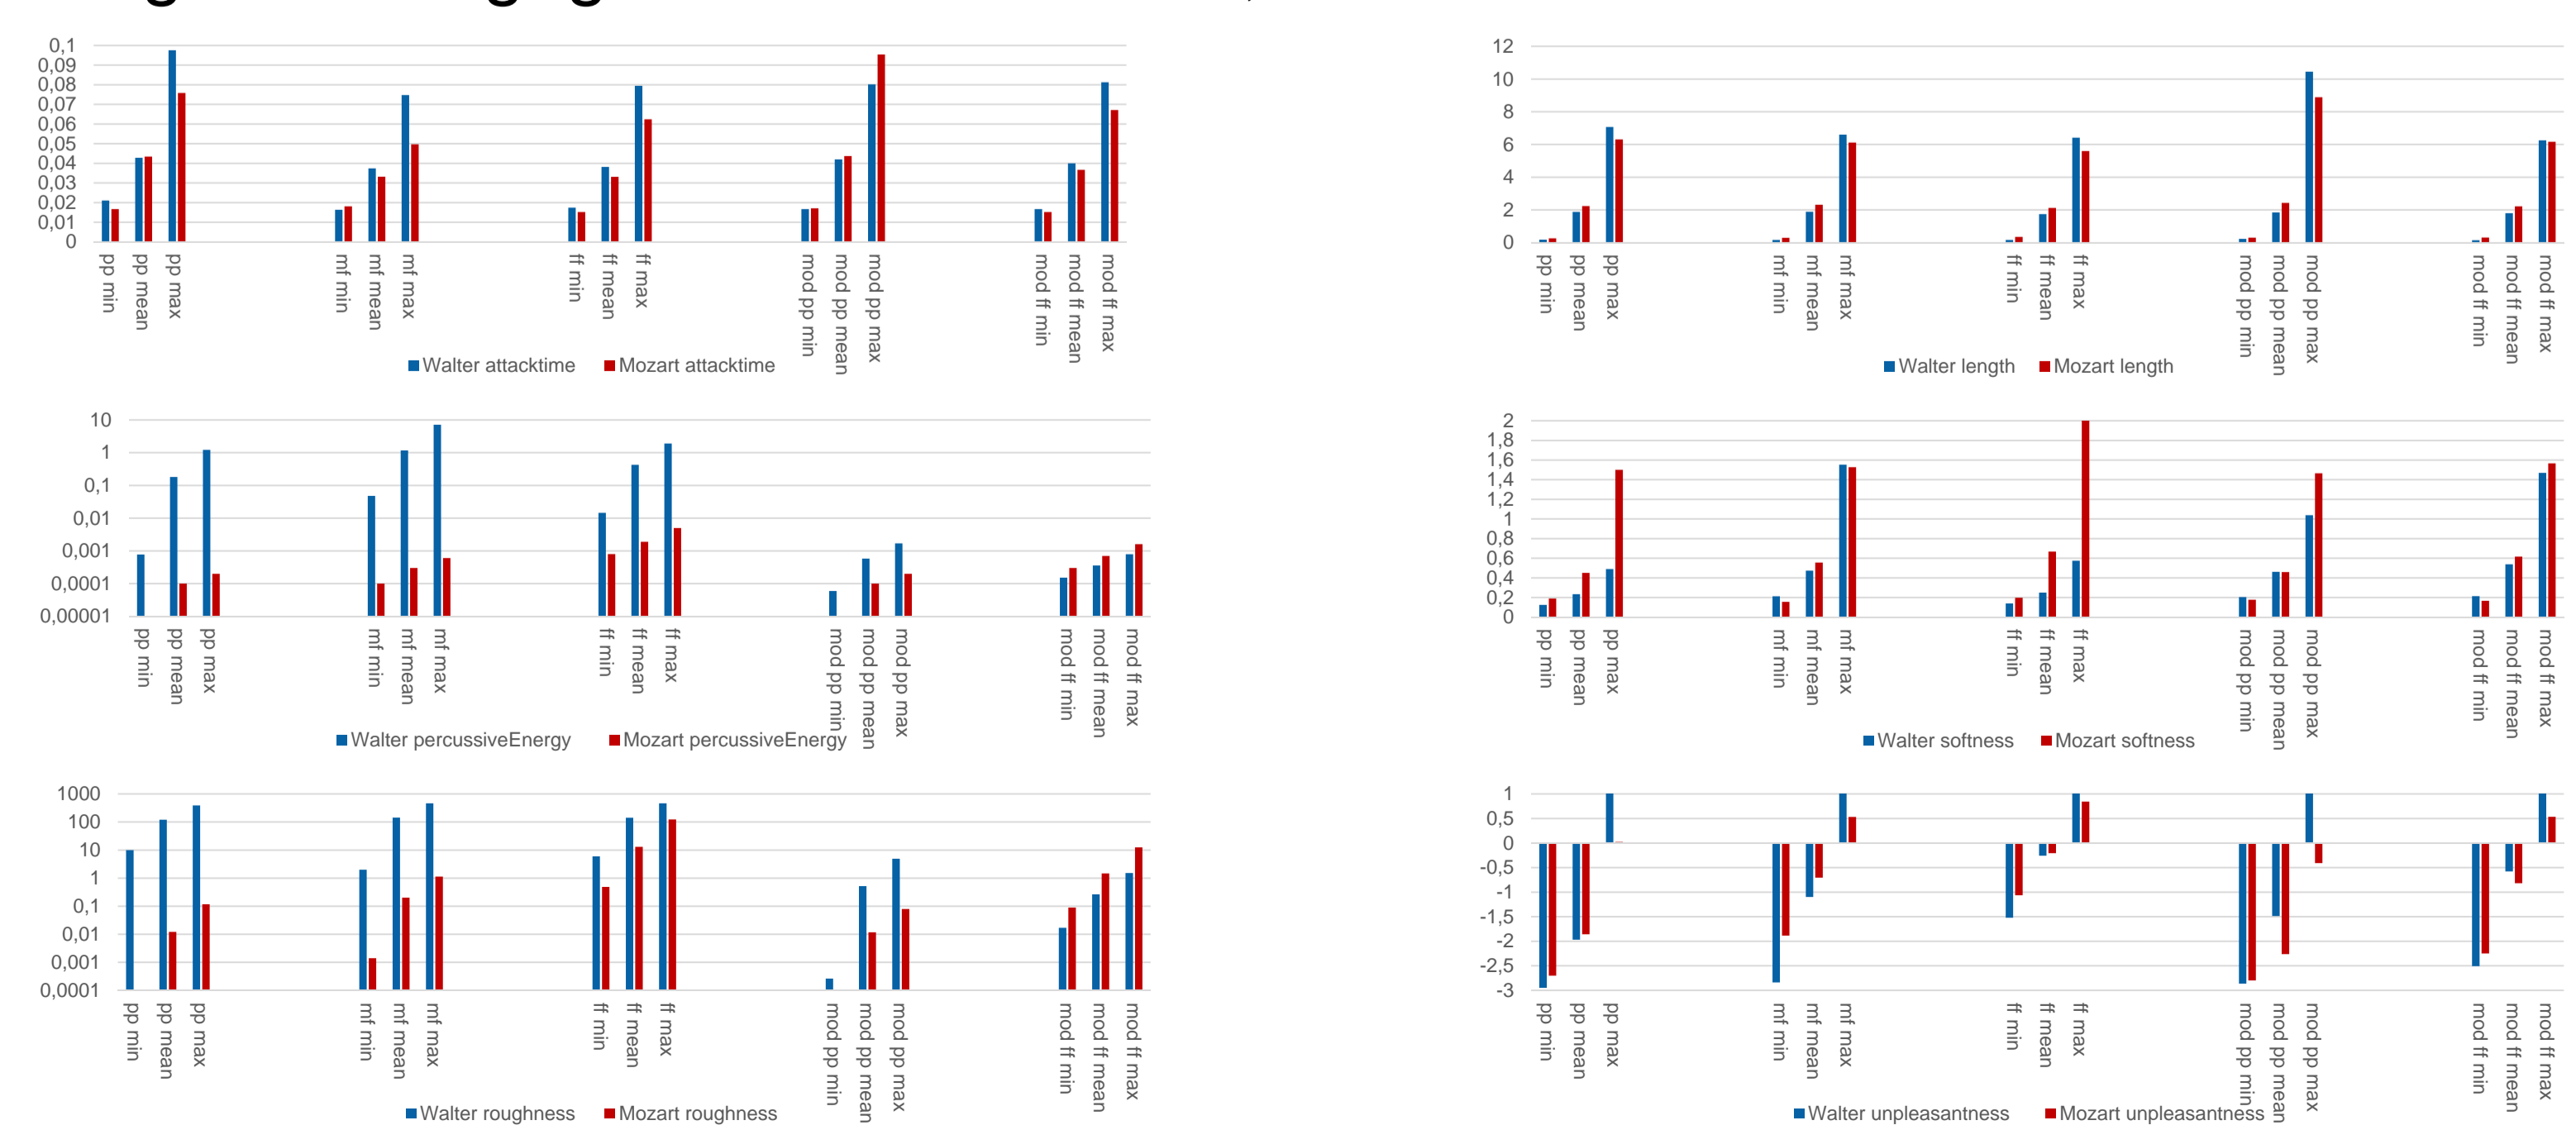 0,1
0,09
0,08
0,07
0,06
0,05
0,04
0,03
0,02
0,01
0
pp min
pp mean
pp max
mf min
mf mean
mf max
ff min
ff mean
ff max
mod pp min
mod pp mean
mod pp max
mod ff min
mod ff mean
mod ff max
Walter attacktime Mozart attacktime
12
10
8
6
4
2
0
pp min
pp mean
pp max
mf min
mf mean
mf max
ff min
ff mean
ff max
mod pp min
mod pp mean
mod pp max
mod ff min
mod ff mean
mod ff max
Walter length Mozart length
10
1
0,1
0,01
0,001
0,0001
0,00001
pp min
pp mean
pp max
mf min
mf mean
mf max
ff min
ff mean
ff max
mod pp min
mod pp mean
mod pp max
mod ff min
mod ff mean
mod ff max
Walter percussiveEnergy Mozart percussiveEnergy
2
1,8
1,6
1,4
1,2
1
0,8
0,6
0,4
0,2
0
pp min
pp mean
pp max
mf min
mf mean
mf max
ff min
ff mean
ff max
mod pp min
mod pp mean
mod pp max
mod ff min
mod ff mean
mod ff max
Walter softness Mozart softness
1000
100
10
1
0,1
0,01
0,001
0,0001
pp min
pp mean
pp max
mf min
mf mean
mf max
ff min
ff mean
ff max
mod pp min
mod pp mean
mod pp max
mod ff min
mod ff mean
mod ff max
Walter roughness Mozart roughness
1
0,5
0
-0,5
-1
-1,5
-2
-2,5
-3
pp min
pp mean
pp max
mf min
mf mean
mf max
ff min
ff mean
ff max
mod pp min
mod pp mean
mod pp max
mod ff min
mod ff mean
mod ff max
Walter unpleasantness Mozart unpleasantness